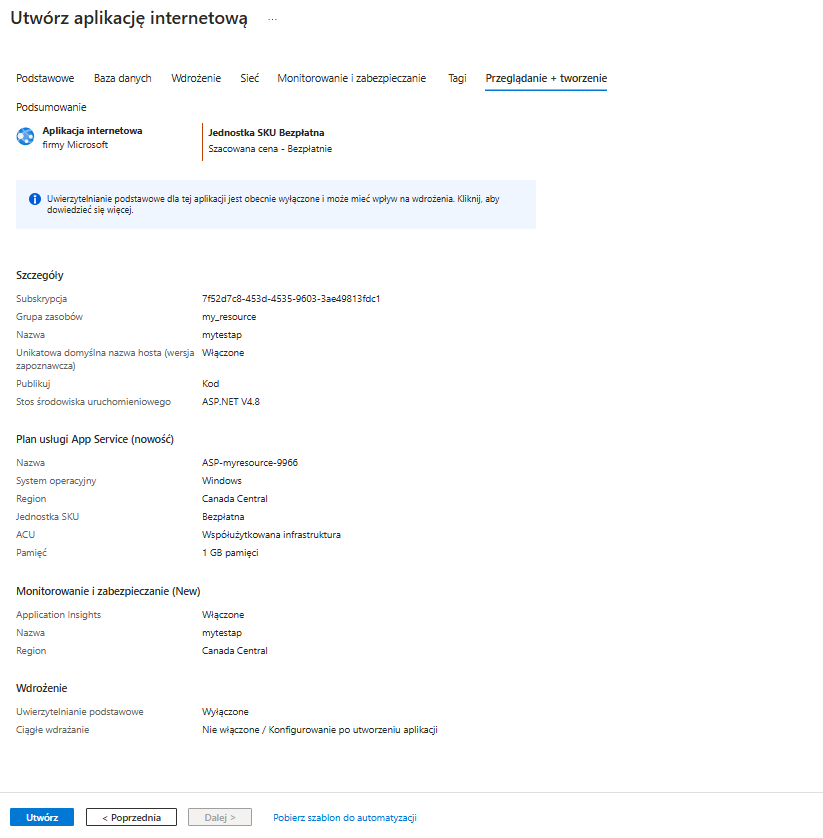 Utwórz aplikację internetową ...
Podstawowe Baza danych Wdrożenie Sieć Monitorowanie i zabezpieczanie Tagi Przeglądanie + tworzenie
Podsumowanie
Aplikacja internetowa
firmy Microsoft
Jednostka SKU Bezpłatna
Szacowana cena - Bezpłatnie
Uwierzytelnianie podstawowe dla tej aplikacji jest obecnie wyłączone i może mieć wpływ na wdrożenia. Kliknij, aby
dowiedzieć się więcej.
Szczegóły
Subskrypcja 7f52d7c8-453d-4535-9603-3ae49813fdc1
Grupa zasobów my_resource
Nazwa mytestap
Unikatowa domyślna nazwa hosta (wersja Włączone
zapoznawcza)
Publikuj Kod
Stos środowiska uruchomieniowego ASP.NET V4.8
Plan usługi App Service (nowość)
Nazwa ASP-myresource-9966
System operacyjny Windows
Region Canada Central
Jednostka SKU Bezpłatna
ACU Współużytkowana infrastruktura
Pamięć 1 GB pamięci
Monitorowanie i zabezpieczanie (New)
Application Insights Włączone
Nazwa mytestap
Region Canada Central
Wdrożenie
Uwierzytelnianie podstawowe Wyłączone
Ciągłe wdrażanie Nie włączone / Konfigurowanie po utworzeniu aplikacji
Utwórz < Poprzednia Dalej > Pobierz szablon do automatyzacji